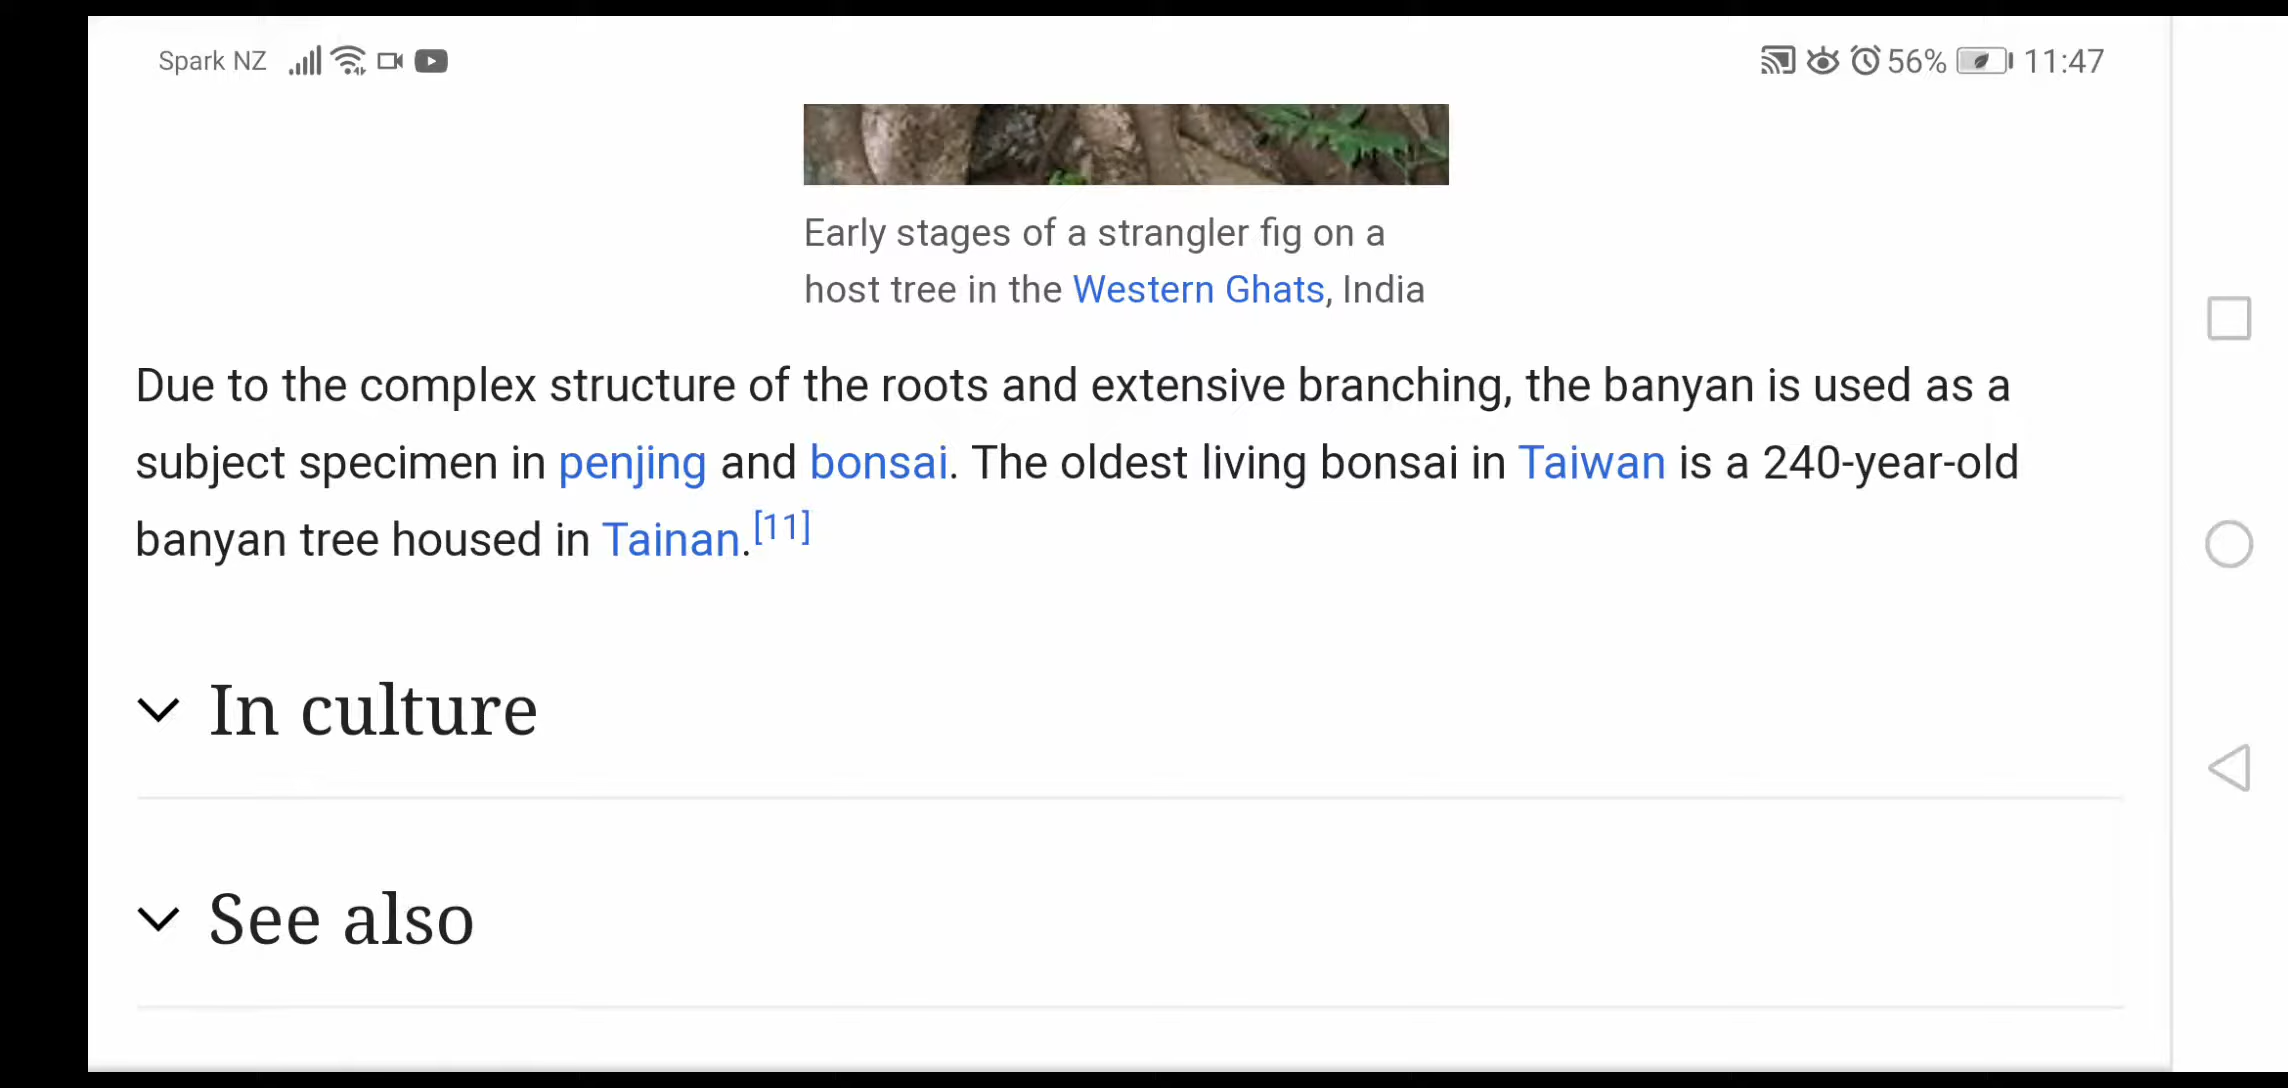 Spark NZ 56% 11:47
Early stages of a strangler fig on a
host tree in the Western Ghats, India
Due to the complex structure of the roots and extensive branching, the banyan is used as a
subject specimen in penjing and bonsai. The oldest living bonsai in Taiwan is a 240-year-old
banyan tree housed in Tainan.[11]
In culture
See also